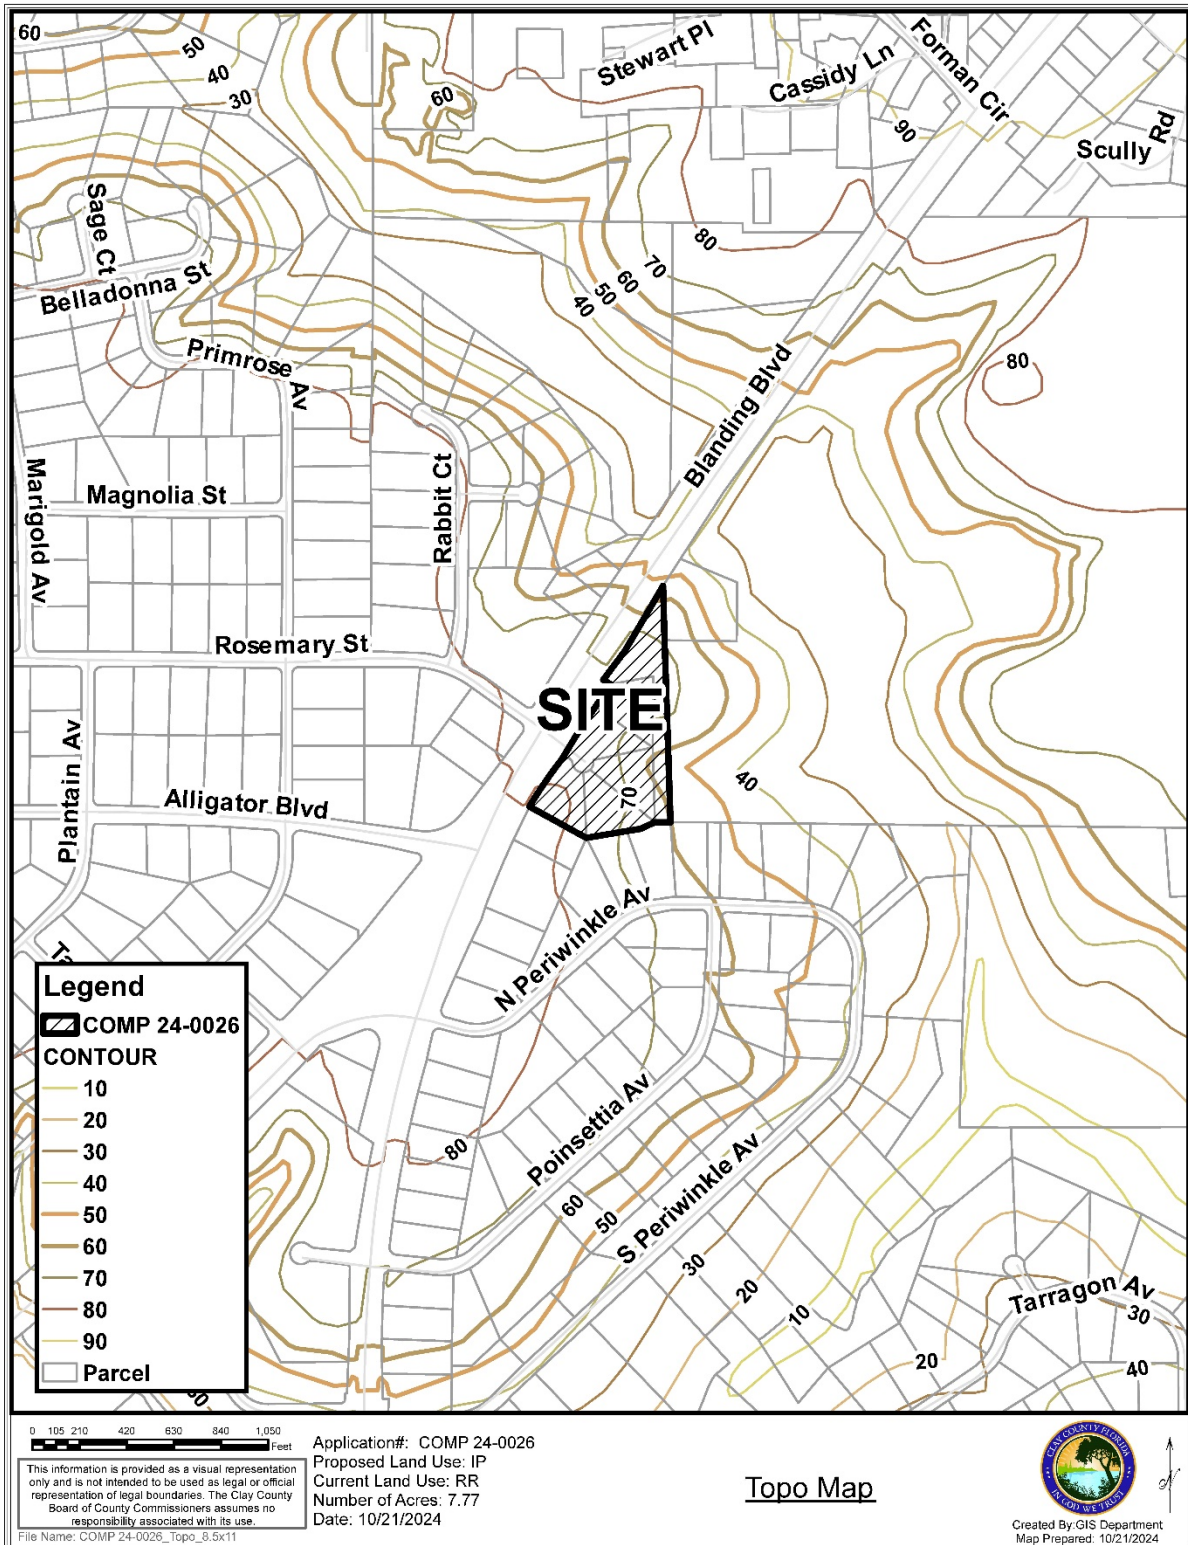 60
50
40
30
60
Stewart Pl
Cassidy Ln
Forman Cir
90
Scully Rd
Sage Ct
Belladonna St
Primrose Av
80
70
60
50
40
80
Blanding Blvd
Marigold Av
Magnolia St
Rabbit Ct
Rosemary St
SITE
Plantain Av
Alligator Blvd
70
40
N Periwinkle Av
Poinsettia Av
80
60
50
S Periwinkle Av
30
20
10
Tarragon Av
30
20
40
Legend
COMP 24-0026
CONTOUR
10
20
30
40
50
60
70
80
90
Parcel
0 105 210 420 630 840 1,050
Feet
This information is provided as a visual representation
only and is not intended to be used as legal or official
representation of legal boundaries. The Clay County
Board of County Commissioners assumes no
responsibility associated with its use.
File Name: COMP 24-0026_Topo_8.5x11
Application#: COMP 24-0026
Proposed Land Use: IP
Current Land Use: RR
Number of Acres: 7.77
Date: 10/21/2024
Topo Map
CLAY COUNTY FLORIDA
IN GOD WE TRUST
N
Created By:GIS Department
Map Prepared: 10/21/2024